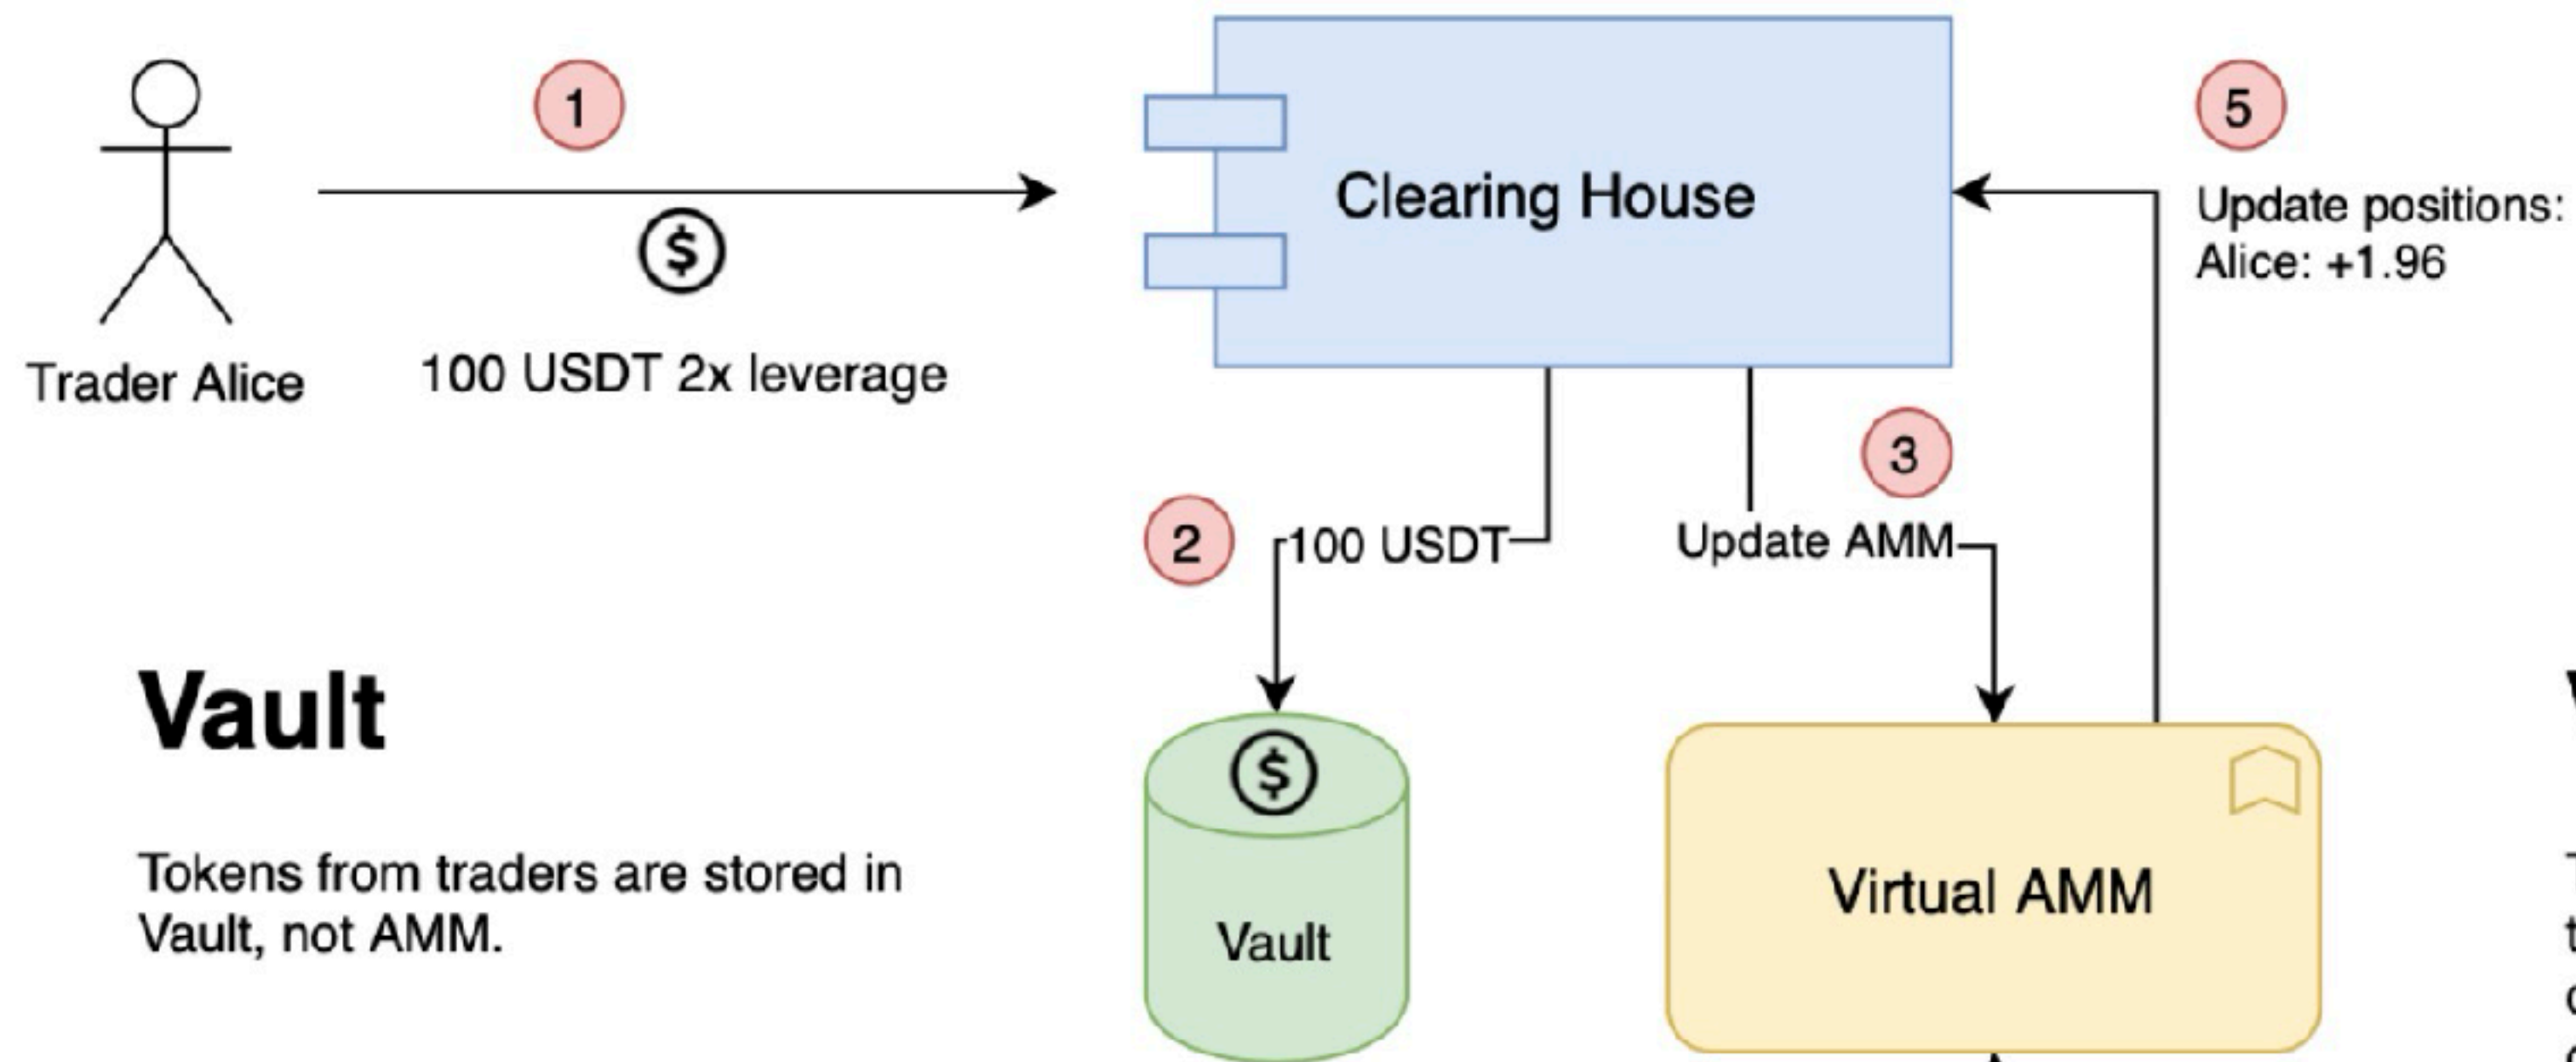 1
5
Clearing House
Update positions:
Alice: +1.96
$
Trader Alice
100 USDT 2x leverage
3
2
100 USDT
Update AMM
Vault
$
Tokens from traders are stored in
Vault, not AMM.
Vault
Virtual AMM